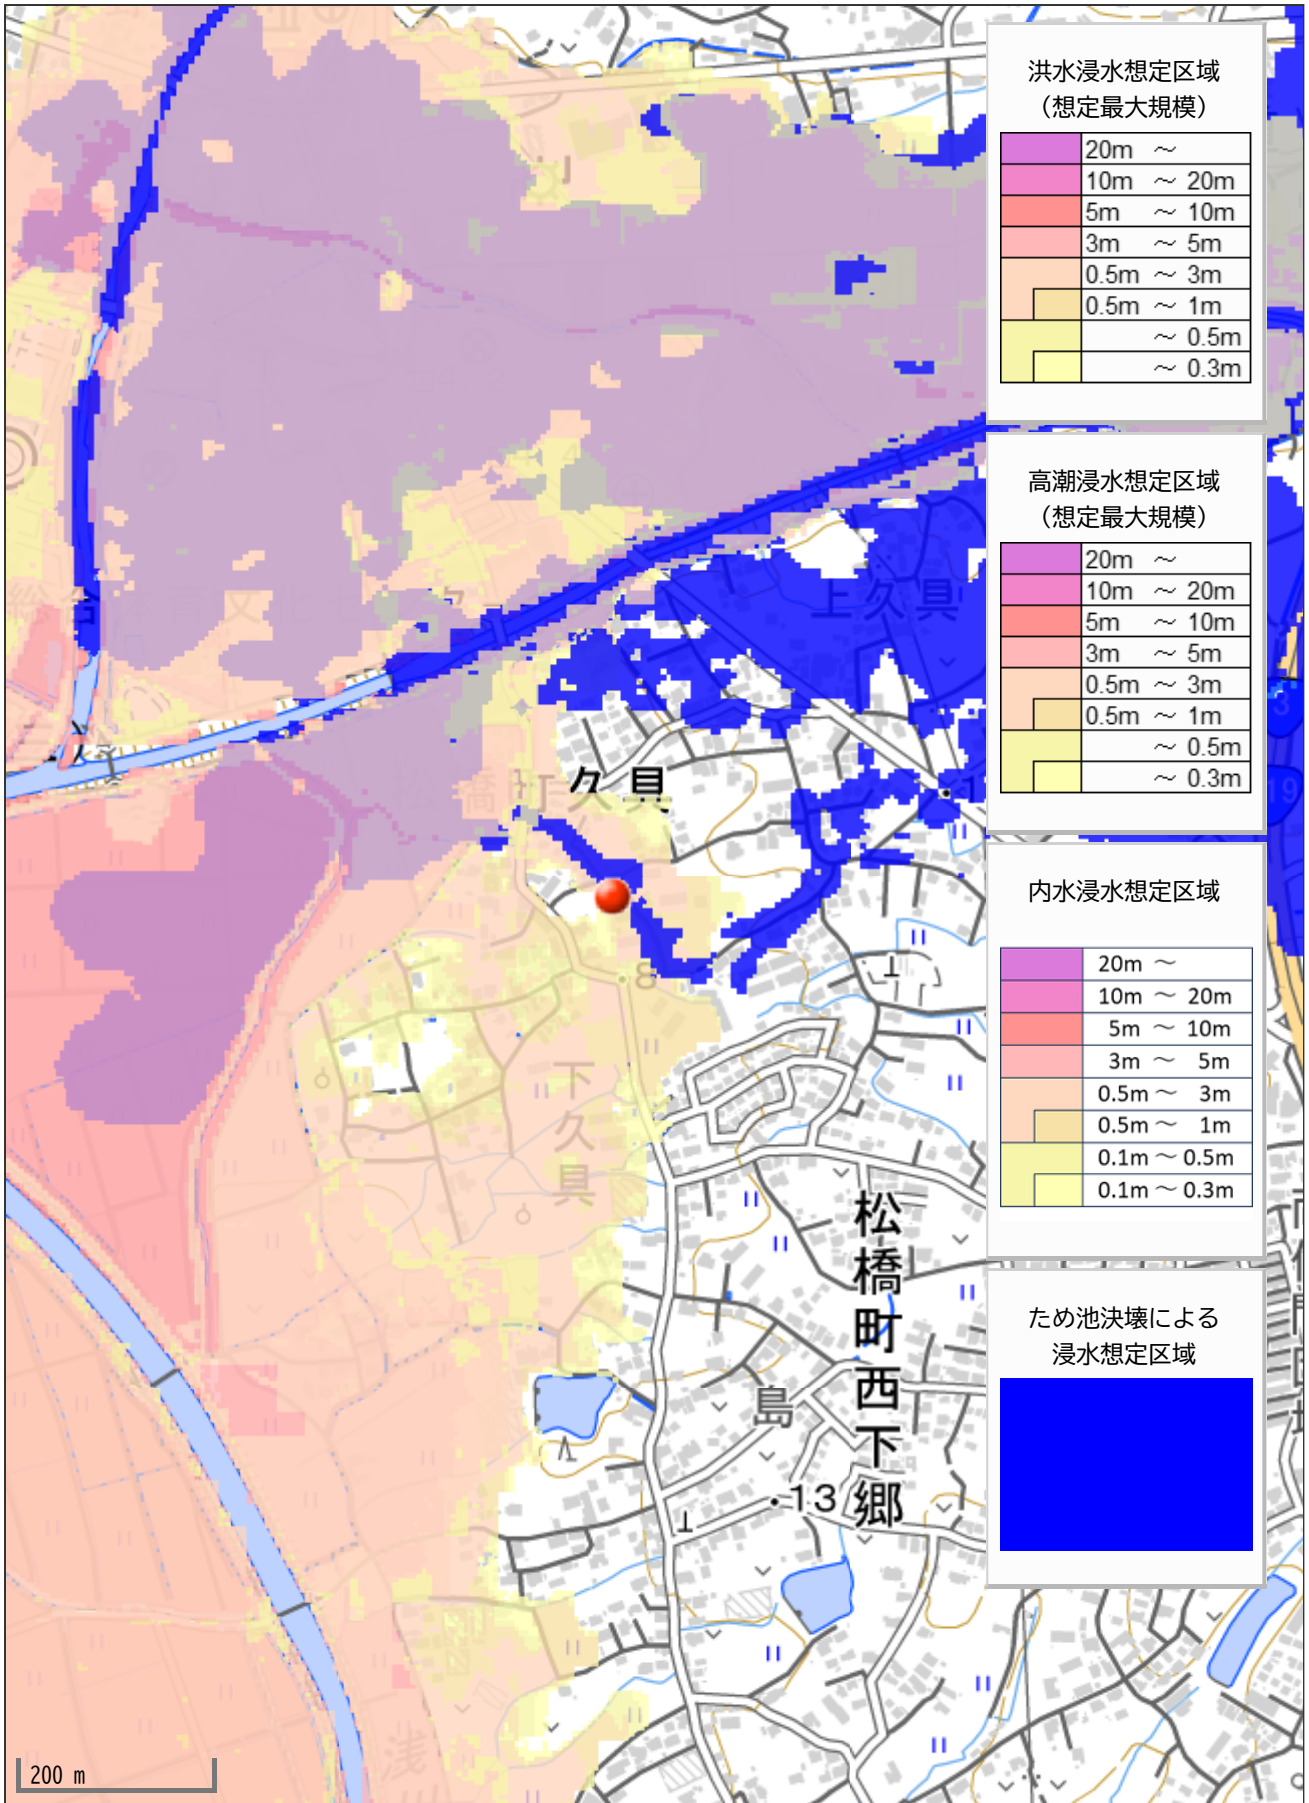 洪水浸水想定区域
（想定最大規模）
20m ～
10m ～ 20m
5m ～ 10m
3m ～ 5m
0.5m ～ 3m
0.5m ～ 1m
～ 0.5m
～ 0.3m
高潮浸水想定区域
（想定最大規模）
20m ～
10m ～ 20m
5m ～ 10m
3m ～ 5m
0.5m ～ 3m
0.5m ～ 1m
～ 0.5m
～ 0.3m
内水浸水想定区域
20m ～
10m ～ 20m
5m ～ 10m
3m ～ 5m
0.5m ～ 3m
0.5m ～ 1m
0.1m ～ 0.5m
0.1m ～ 0.3m
ため池決壊による
浸水想定区域
上久具
久具
8
下久具
松橋町西下郷
島
13
浅川
3
19
200 m